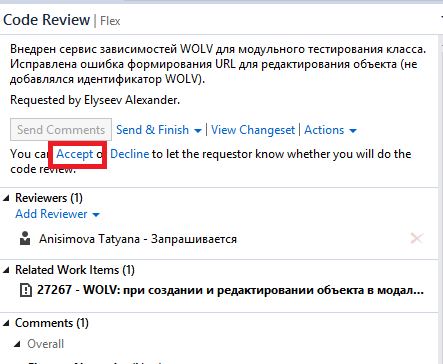 Code Review | Flex
Внедрен сервис зависимостей WOLV для модульного тестирования класса.
Исправлена ошибка формирования URL для редактирования объекта (не
добавлялся идентификатор WOLV).
Requested by Elyseev Alexander.
Send Comments Send & Finish | View Changeset | Actions
You can Accept or Decline to let the requestor know whether you will do the
code review.
Reviewers (1)
Add Reviewer
Anisimova Tatyana - Запрашивается
Related Work Items (1)
27267 - WOLV: при создании и редактировании объекта в модал...
Comments (1)
Overall